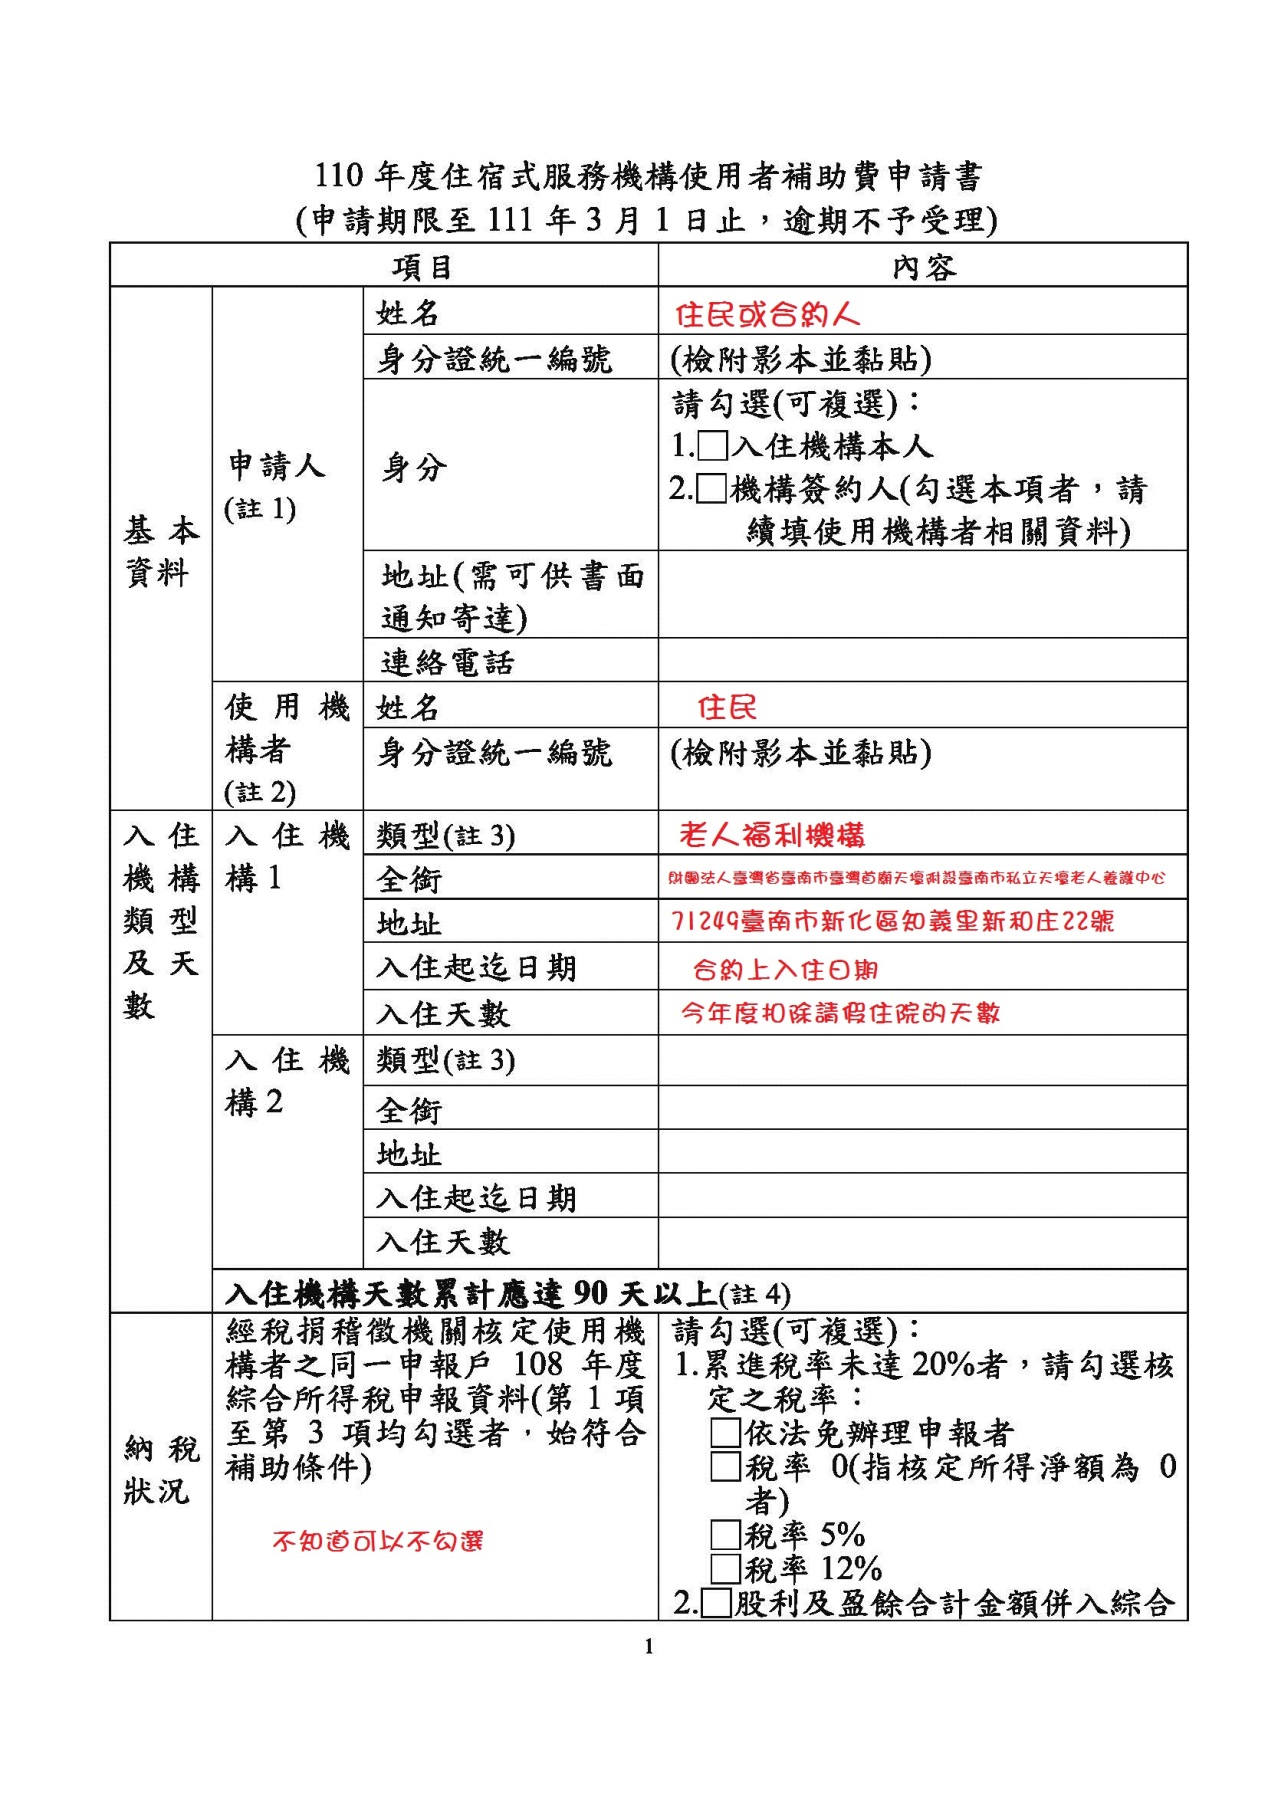 110 年度住宿式服務機構使用者補助費申請書
(申請期限至 111 年 3 月 1 日止，逾期不予受理)
項目
內容
基本
資料
申請人
(註 1)
姓名
住民或合約人
身分證統一編號
(檢附影本並黏貼)
身分
請勾選(可複選)：
1.□入住機構本人
2.□機構簽約人(勾選本項者，請
續填使用機構者相關資料)
地址(需可供書面
通知寄達)
連絡電話
使用機
構者
(註 2)
姓名
住民
身分證統一編號
(檢附影本並黏貼)
入住
機構
類型
及天
數
入住機
構 1
類型(註 3)
老人福利機構
全銜
財團法人臺灣省臺南市臺灣首廟天壇附設臺南市私立天壇老人養護中心
地址
71249臺南市新化區知義里新和庄22號
入住起迄日期
合約上入住日期
入住天數
今年度扣除請假住院的天數
入住機
構 2
類型(註 3)
全銜
地址
入住起迄日期
入住天數
入住機構天數累計應達 90 天以上(註 4)
納稅
狀況
經稅捐稽徵機關核定使用機
構者之同一申報戶 108 年度
綜合所得稅申報資料(第 1 項
至第 3 項均勾選者，始符合
補助條件)
不知道可以不勾選
請勾選(可複選)：
1.累進稅率未達 20%者，請勾選核
定之稅率：
□依法免辦理申報者
□稅率 0(指核定所得淨額為 0
者)
□稅率 5%
□稅率 12%
2.□股利及盈餘合計金額併入綜合
1